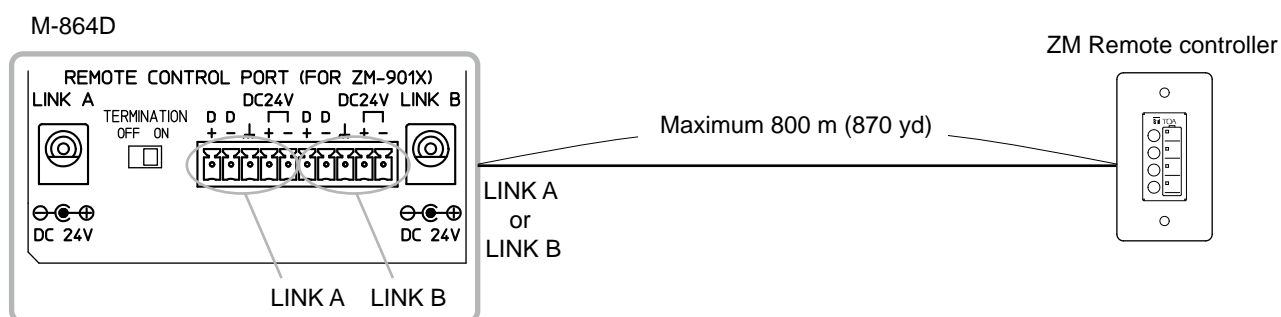 M-864D
ZM Remote controller
REMOTE CONTROL PORT (FOR ZM-901X)
LINK A
DC24V
DC24V
LINK B
TERMINATION
OFF ON
D D
+ - ⏊ + -
D D
+ - ⏊ + -
TOA
Maximum 800 m (870 yd)
LINK A
or
LINK B
DC 24V
DC 24V
LINK A
LINK B